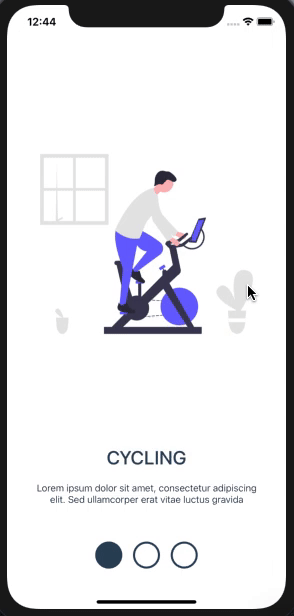 12:44
CYCLING
Lorem ipsum dolor sit amet, consectetur adipiscing
elit. Sed ullamcorper erat vitae luctus gravida